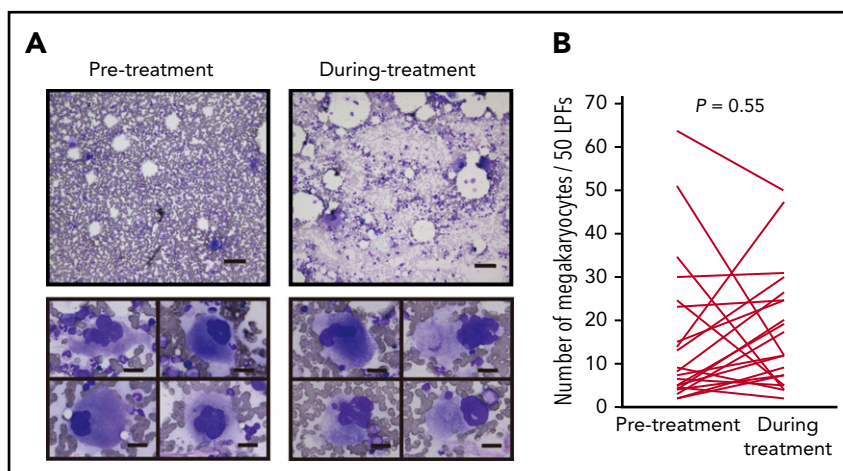 A
Pre-treatment
During-treatment
B
Number of megakaryocytes / 50 LPFs
P = 0.55
70
60
50
40
30
20
10
0
Pre-treatment
During
treatment